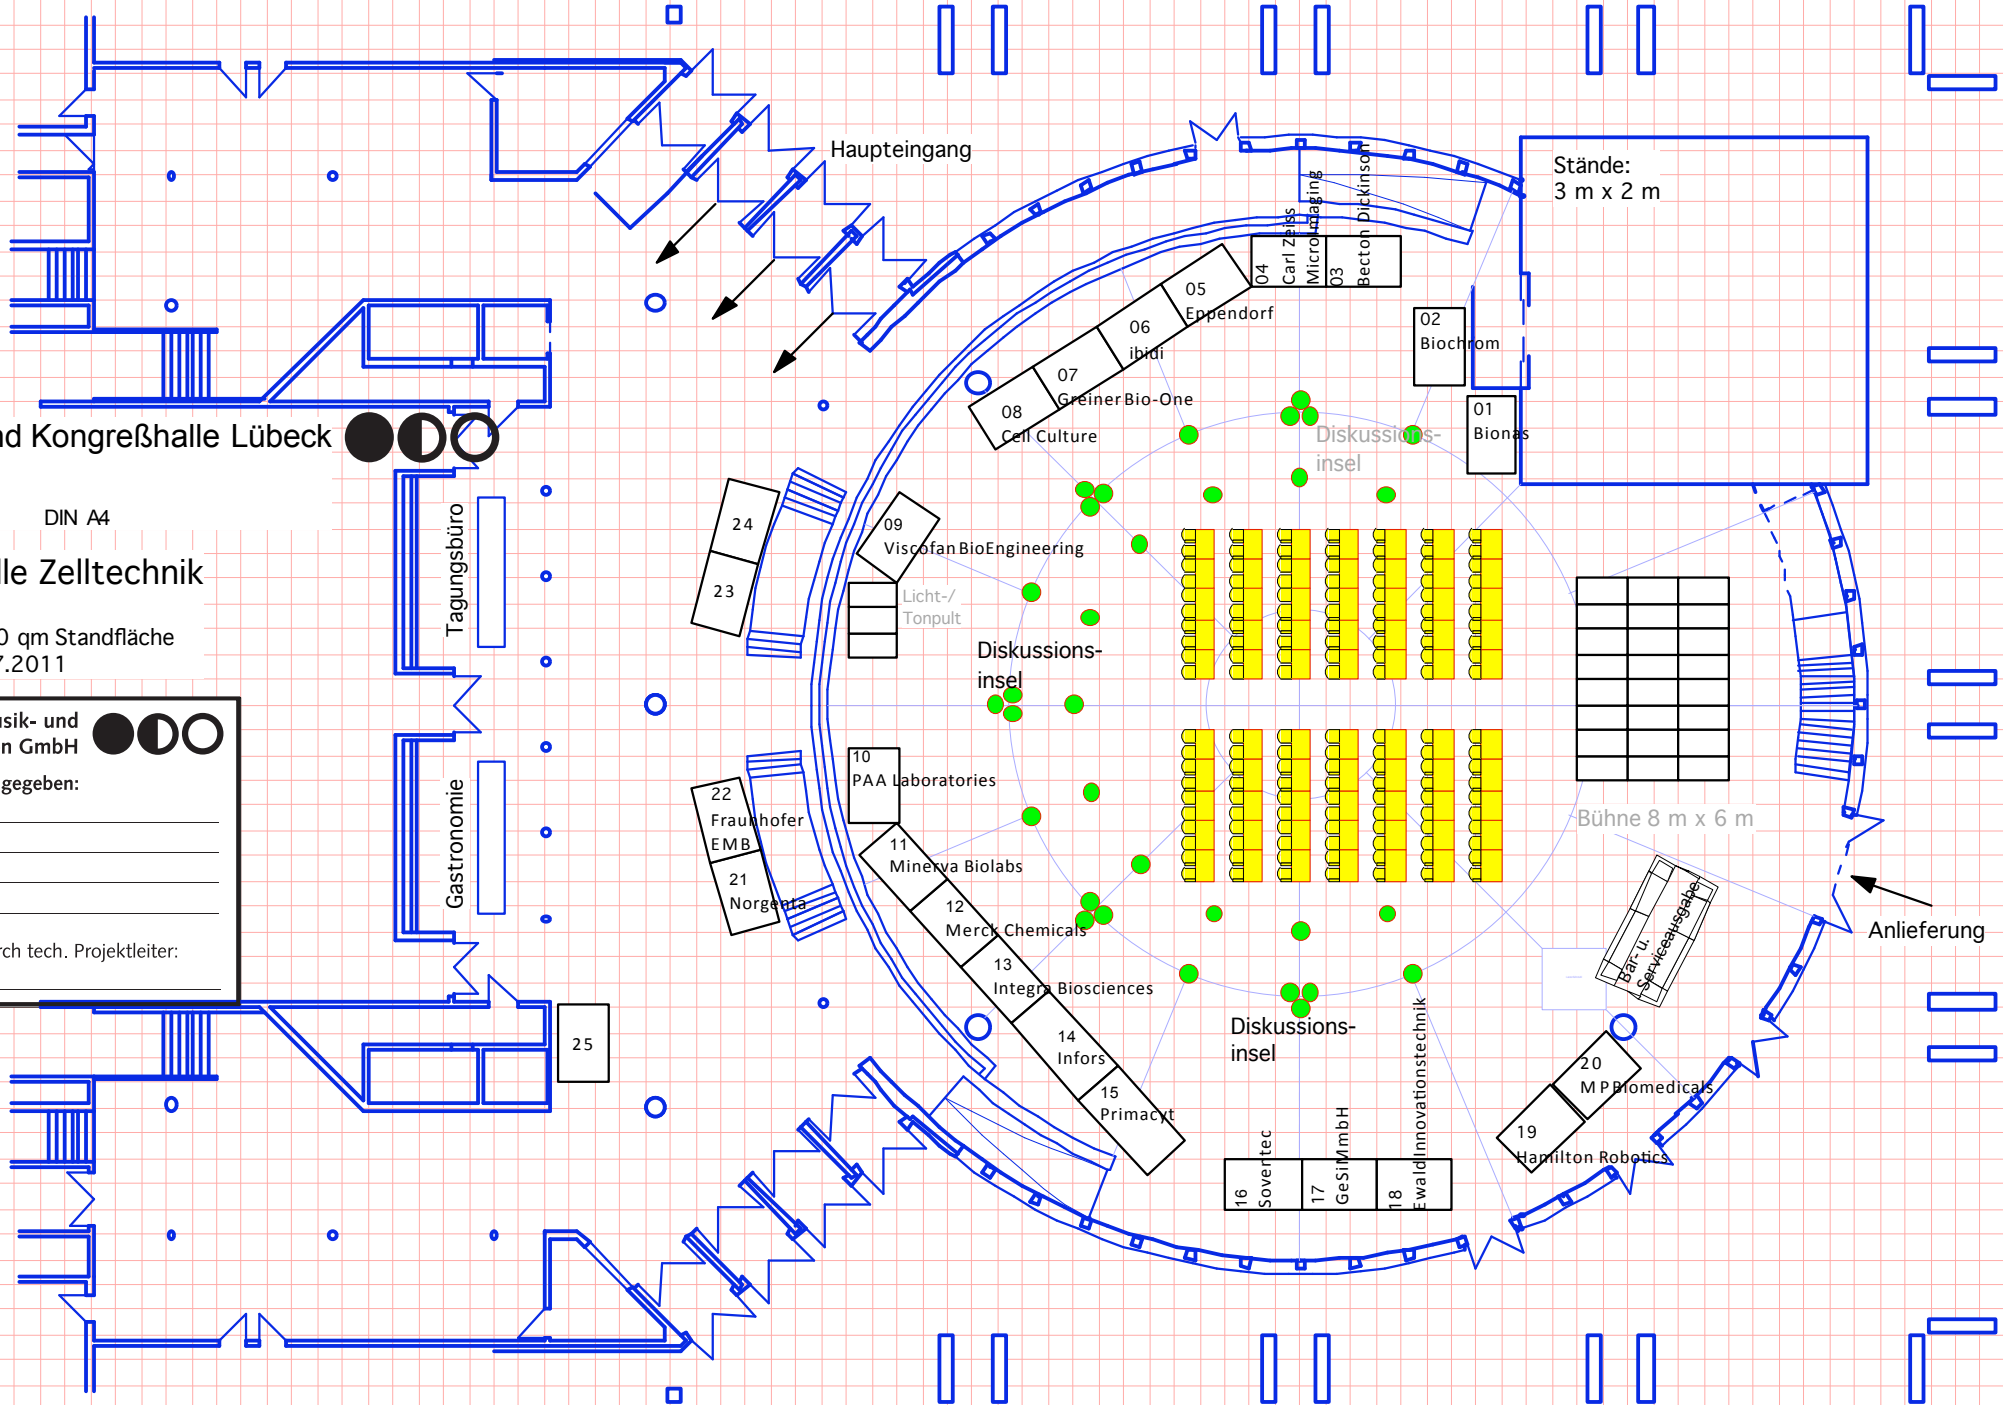 Haupteingang
Stände:
3 m x 2 m
04
Carl Zeiss
MicroImaging
03
Becton Dickinson
05
Eppendorf
06
ibidi
07
Greiner Bio-One
08
Cell Culture
02
Biochrom
01
Bionas
Diskussions-
insel
nd Kongreßhalle Lübeck
DIN A4
lle Zelltechnik
0 qm Standfläche
7.2011
usik- und
n GmbH
gegeben:
rch tech. Projektleiter:
Tagungsbüro
Gastronomie
24
23
09
Viscofan BioEngineering
Licht-/
Tonpult
Diskussions-
insel
10
PAA Laboratories
22
Fraunhofer
EMB
21
Norgenta
11
Minerva Biolabs
12
Merck Chemicals
13
Integra Biosciences
14
Infors
15
Primacyt
25
Bühne 8 m x 6 m
Bar- u.
Serviceausgabe
Anlieferung
Diskussions-
insel
16
Soventec
17
GeSiM mbH
18
Ewald Innovationstechnik
20
MP Biomedicals
19
Hamilton Robotics